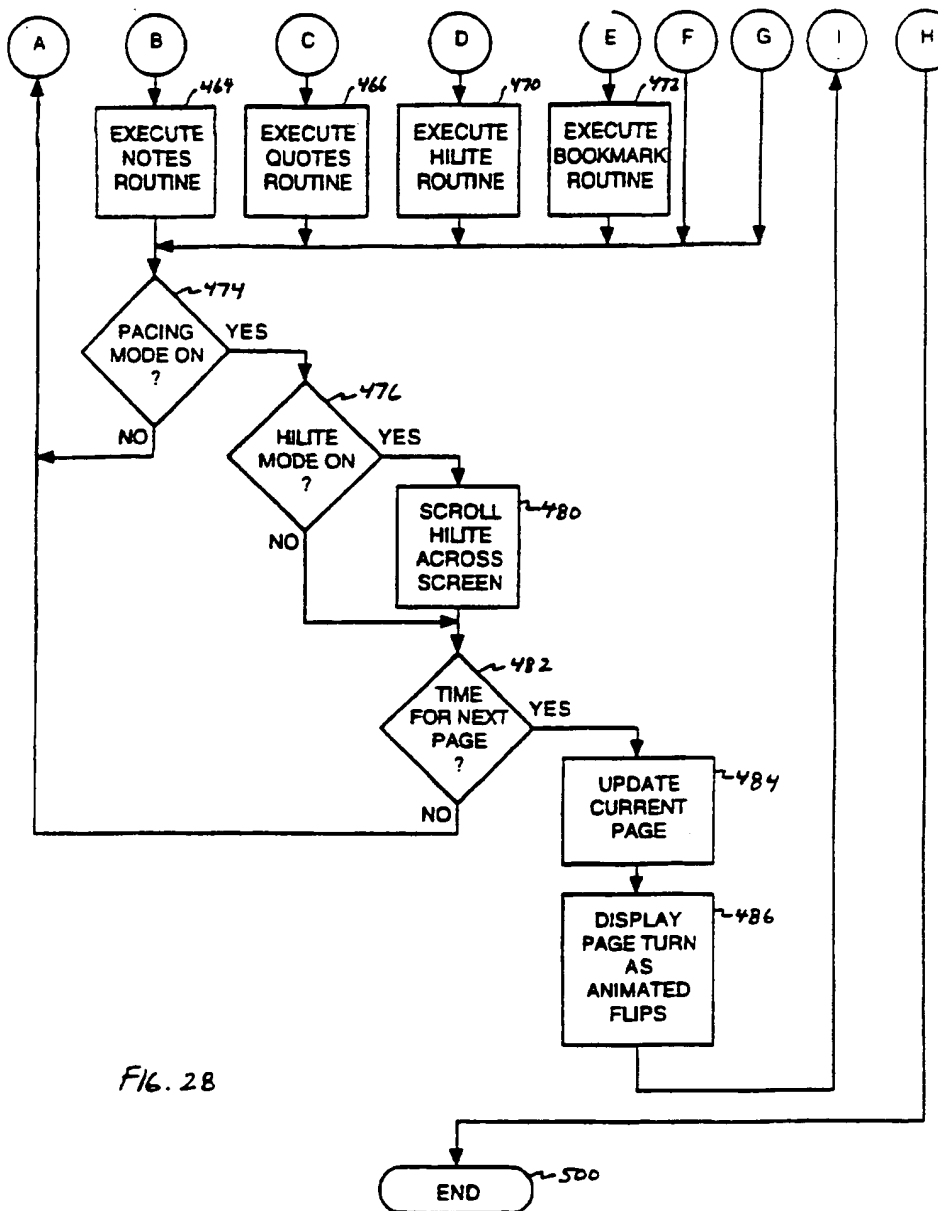 A B C D E F G I H
464 466 470 472
EXECUTE
NOTES
ROUTINE
EXECUTE
QUOTES
ROUTINE
EXECUTE
HILITE
ROUTINE
EXECUTE
BOOKMARK
ROUTINE
474
PACING
MODE ON
?
YES
NO
476
HILITE
MODE ON
?
YES
NO
480
SCROLL
HILITE
ACROSS
SCREEN
482
TIME
FOR NEXT
PAGE
?
YES
NO
484
UPDATE
CURRENT
PAGE
486
DISPLAY
PAGE TURN
AS
ANIMATED
FLIPS
FIG. 28
500
END